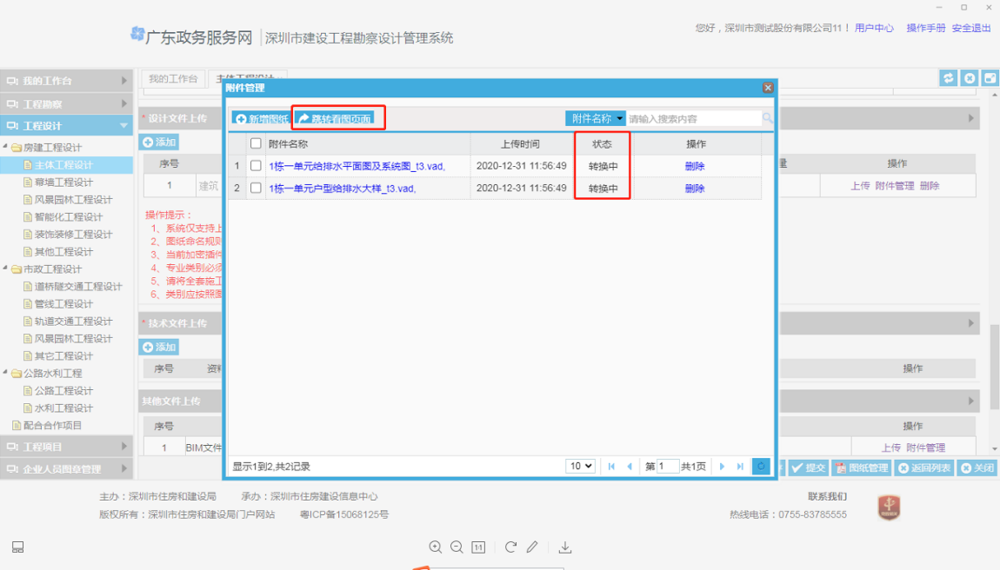 广东政务服务网 深圳市建设工程勘察设计管理系统
您好，深圳市测试股份有限公司11！ 用户中心 操作手册 安全退出
我的工作台
工程勘察
工程设计
房建工程设计
主体工程设计
幕墙工程设计
风景园林工程设计
智能化工程设计
装饰装修工程设计
其他工程设计
市政工程设计
道桥隧交通工程设计
管线工程设计
轨道交通工程设计
风景园林工程设计
其它工程设计
公路水利工程
公路工程设计
水利工程设计
配合合作项目
工程项目
企业人员图章管理
我的工作台 主体工程设计
* 设计文件上传
添加
序号 量 操作
1 建筑 上传 附件管理 删除
操作提示：
1、系统仅支持上
2、图纸命名规则
3、当前加密插件
4、专业类别必须
5、请将全套施工
6、类别应按照图
* 技术文件上传
添加
序号 资料 操作
其他文件上传
序号 操作
1 BIM文件 上传 附件管理
附件管理
新增图纸 跳转看图页面 附件名称 请输入搜索内容
附件名称 上传时间 状态 操作
1 1栋一单元给排水平面图及系统图_t3.vad, 2020-12-31 11:56:49 转换中 删除
2 1栋一单元户型给排水大样_t3.vad, 2020-12-31 11:56:49 转换中 删除
显示1到2,共2记录 10 第 1 共1页
提交 图纸管理 返回列表 关闭
主办：深圳市住房和建设局 承办：深圳市住房建设信息中心
版权所有：深圳市住房和建设局门户网站 粤ICP备15068125号
联系我们
热线电话：0755-83785555
1:1